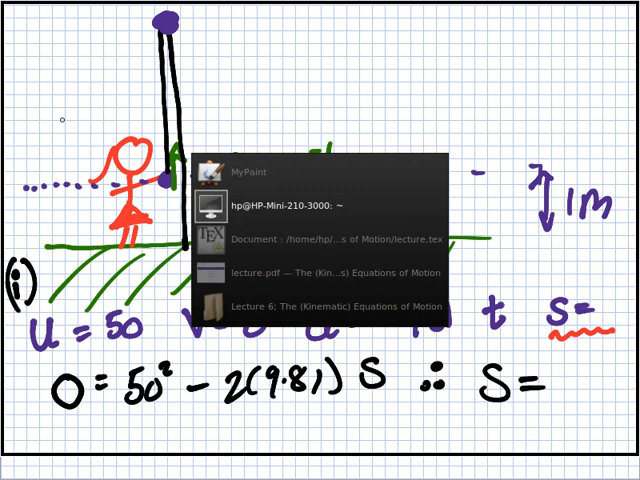 MyPaint
hp@HP-Mini-210-3000: ~
Document : /home/hp/...s of Motion/lecture.tex
lecture.pdf — The (Kin...s) Equations of Motion
Lecture 6; The (Kinematic) Equations of Motion
TEX
1M
(i)
U = 50 t S=
0 = 50² - 2(9.81) S ∴ S=